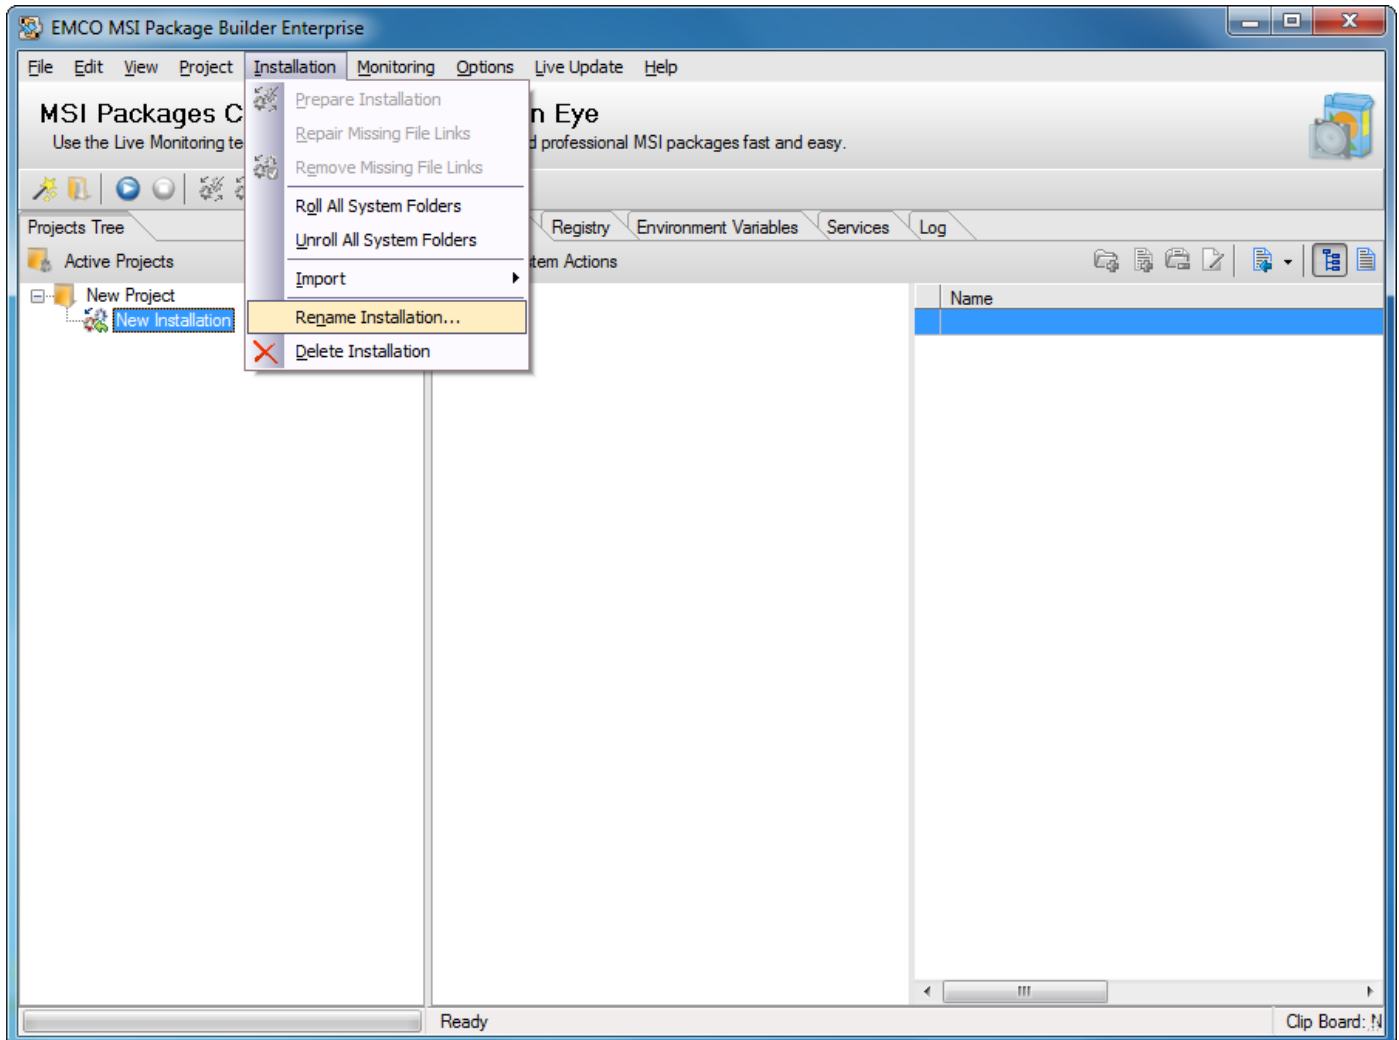 EMCO MSI Package Builder Enterprise
File Edit View Project Installation Monitoring Options Live Update Help
MSI Packages C
n Eye
Use the Live Monitoring te
d professional MSI packages fast and easy.
Prepare Installation
Repair Missing File Links
Remove Missing File Links
Roll All System Folders
Unroll All System Folders
Import
Rename Installation...
Delete Installation
Projects Tree
Registry Environment Variables Services Log
Active Projects
tem Actions
New Project
New Installation
Name
Ready
Clip Board: N